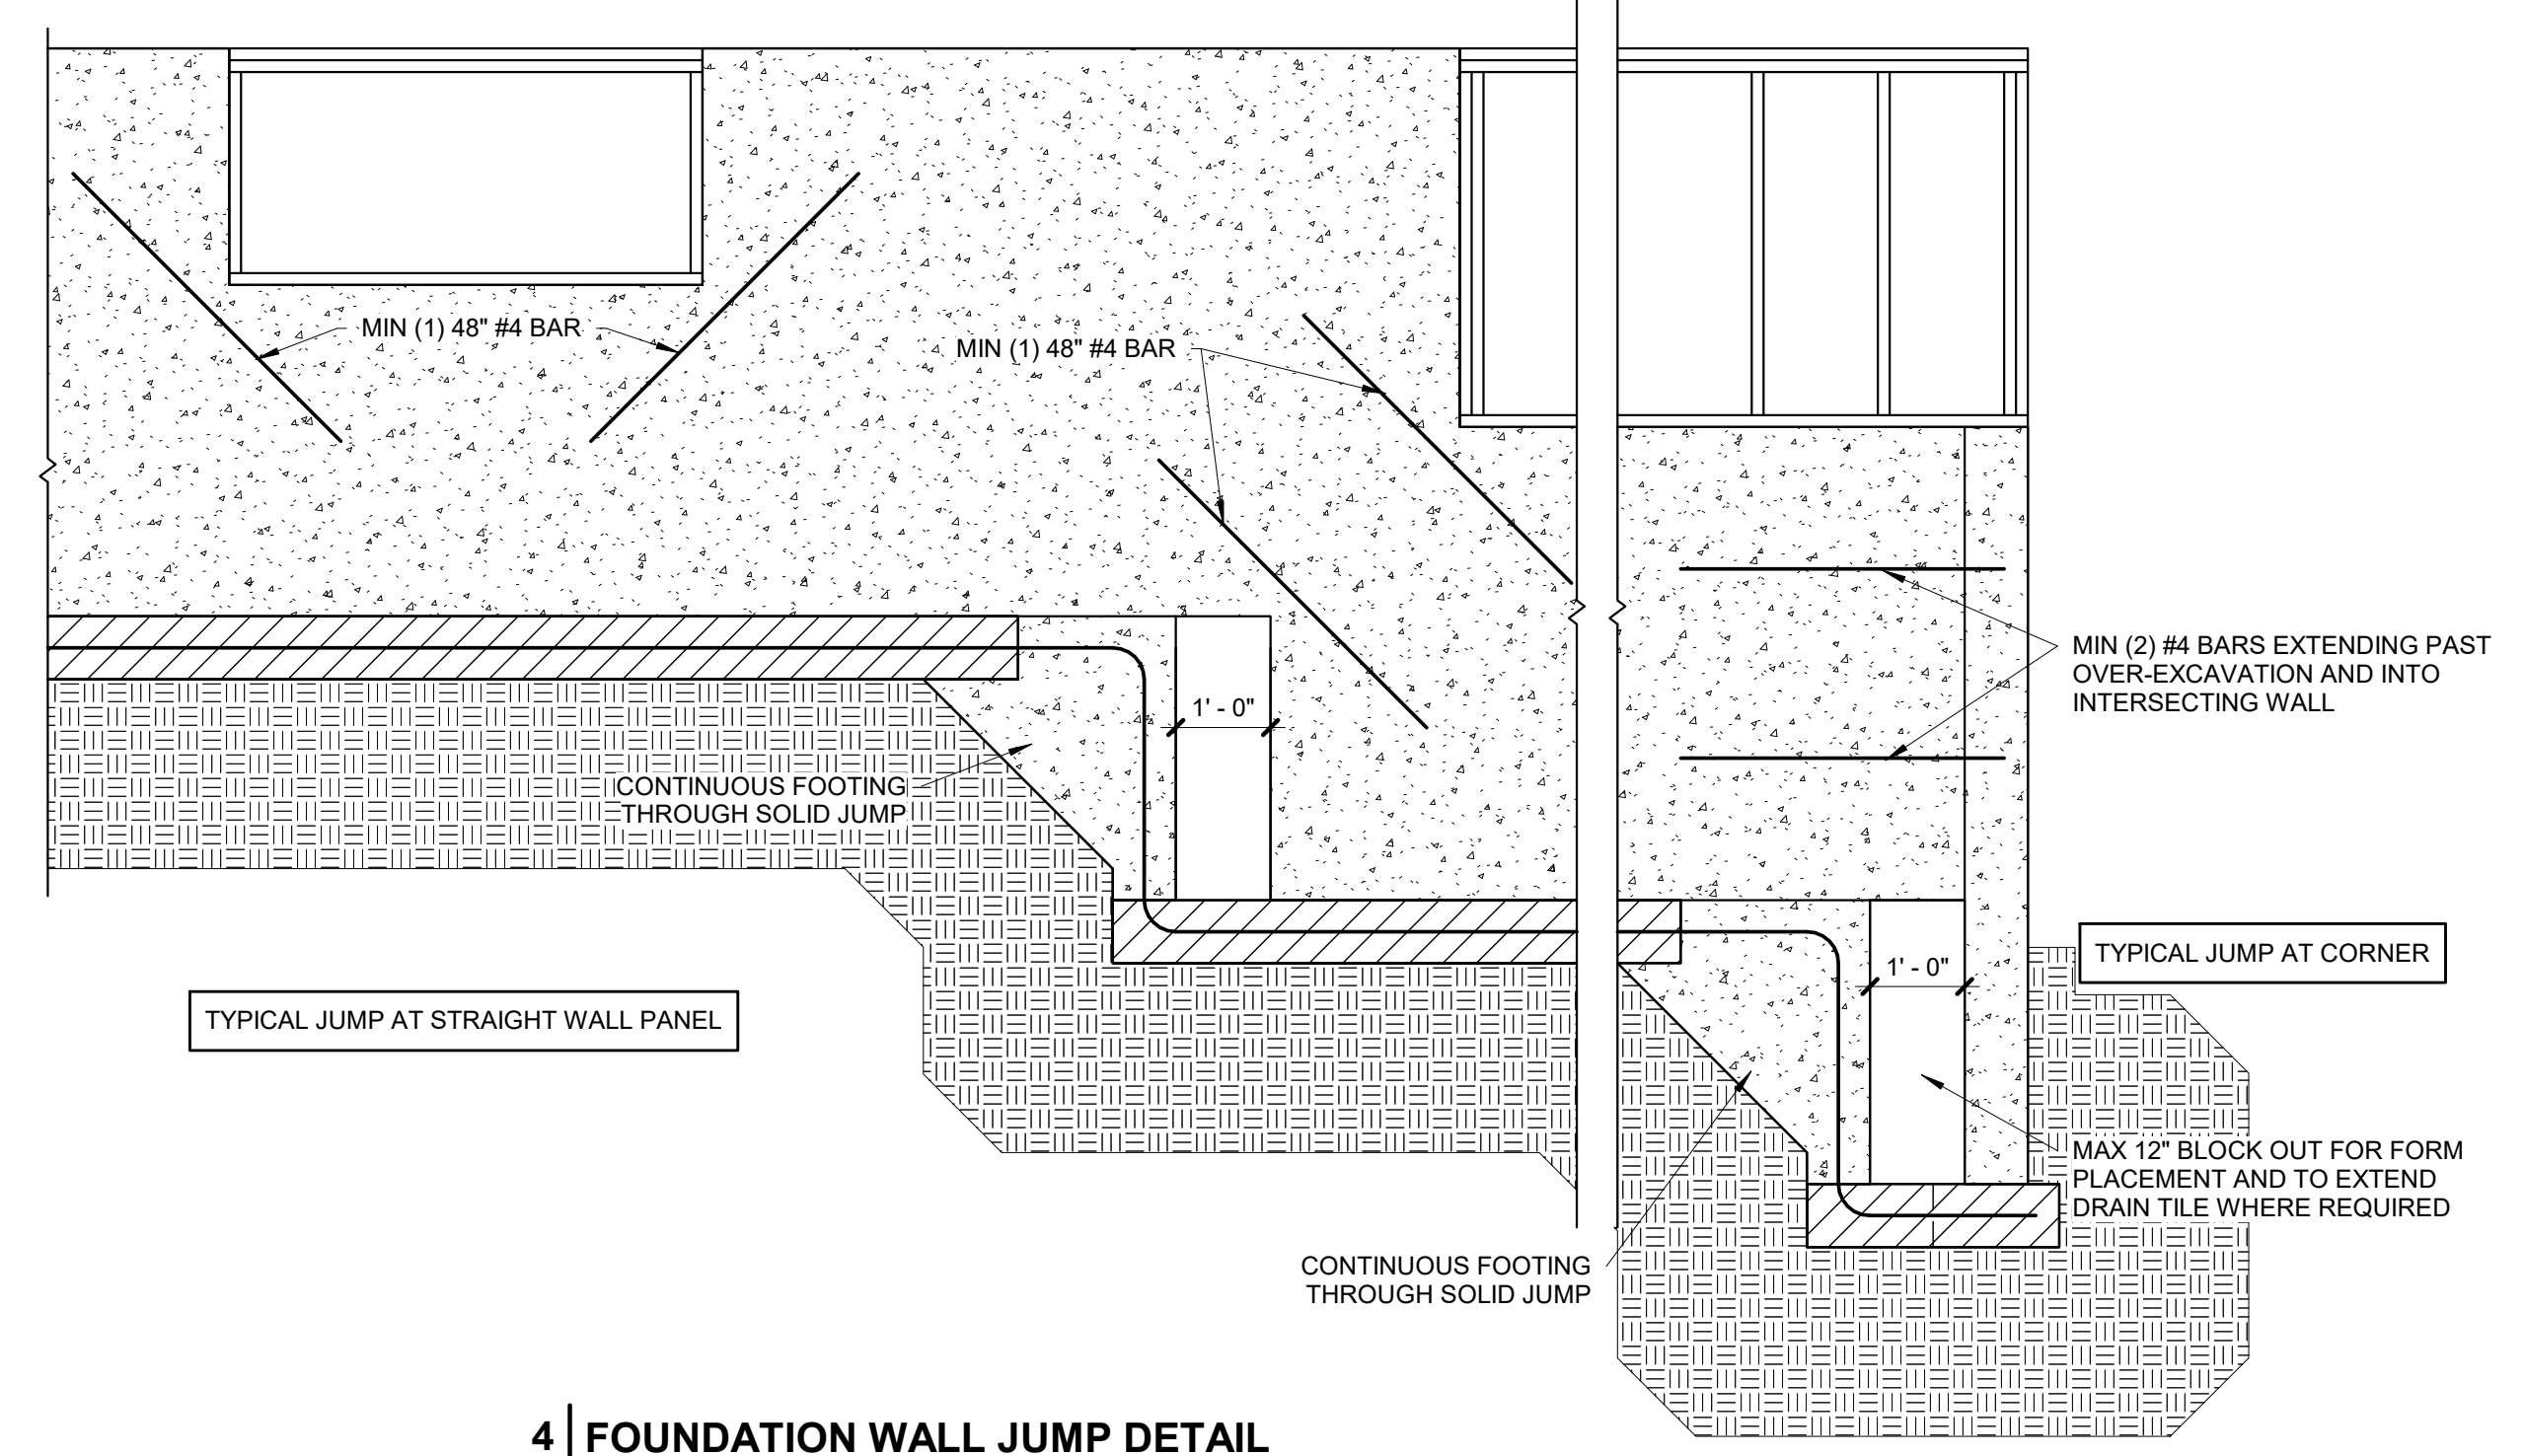 MIN (1) 48" #4 BAR
MIN (1) 48" #4 BAR
MIN (2) #4 BARS EXTENDING PAST
OVER-EXCAVATION AND INTO
INTERSECTING WALL
1' - 0"
CONTINUOUS FOOTING
THROUGH SOLID JUMP
TYPICAL JUMP AT CORNER
1' - 0"
TYPICAL JUMP AT STRAIGHT WALL PANEL
MAX 12" BLOCK OUT FOR FORM
PLACEMENT AND TO EXTEND
DRAIN TILE WHERE REQUIRED
CONTINUOUS FOOTING
THROUGH SOLID JUMP
4 FOUNDATION WALL JUMP DETAIL